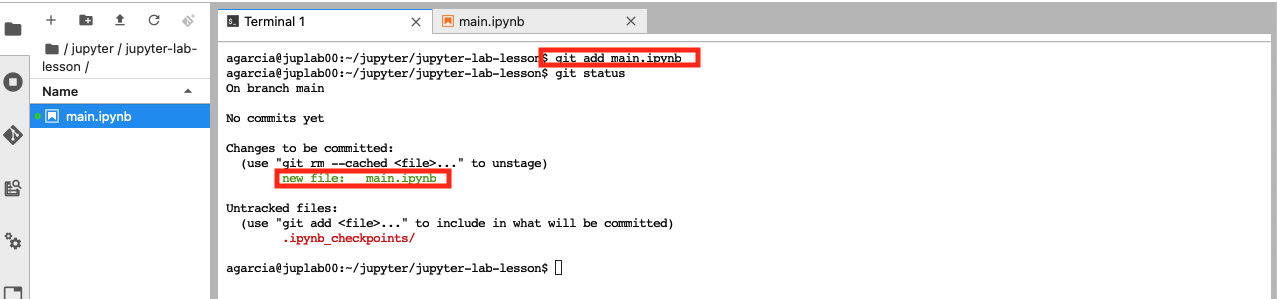 / jupyter / jupyter-lab-
lesson /
Name
main.ipynb
Terminal 1
main.ipynb
agarcia@juplab00:~/jupyter/jupyter-lab-lesson$ git add main.ipynb
agarcia@juplab00:~/jupyter/jupyter-lab-lesson$ git status
On branch main
No commits yet
Changes to be committed:
(use "git rm --cached <file>..." to unstage)
new file:   main.ipynb
Untracked files:
(use "git add <file>..." to include in what will be committed)
.ipynb_checkpoints/
agarcia@juplab00:~/jupyter/jupyter-lab-lesson$